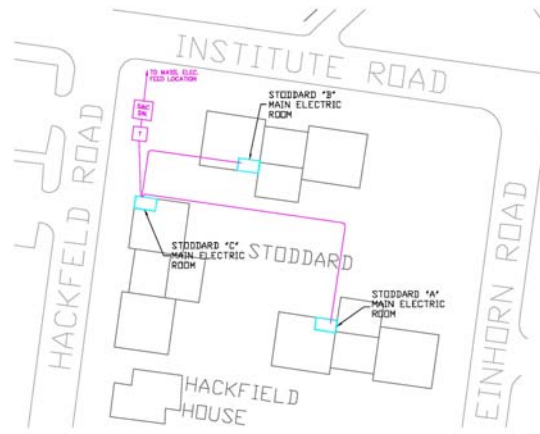 INSTITUTE ROAD
TO MASS. ELEC.
FEED LOCATION
T
STODDARD "B"
MAIN ELECTRIC
ROOM
HACKFELD ROAD
STODDARD "C"
MAIN ELECTRIC
ROOM
STODDARD
STODDARD "A"
MAIN ELECTRIC
ROOM
EINHORN ROAD
HACKFIELD
HOUSE